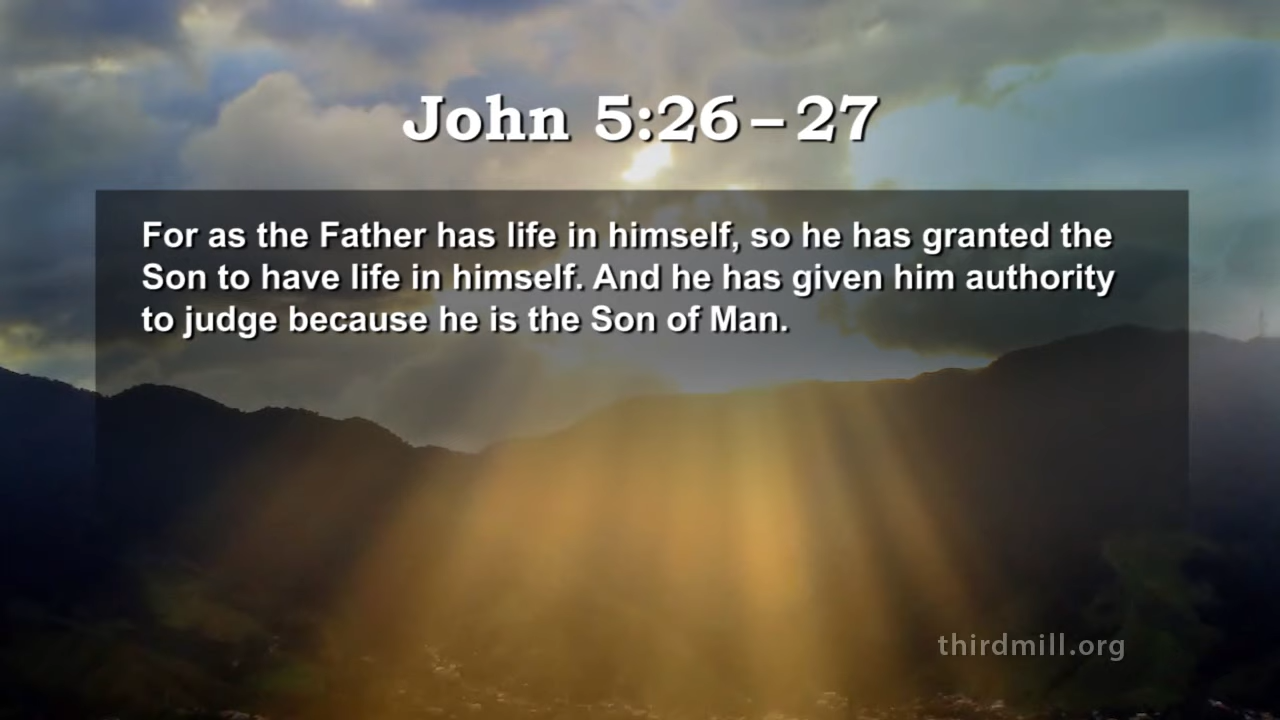 John 5:26–27
For as the Father has life in himself, so he has granted the
Son to have life in himself. And he has given him authority
to judge because he is the Son of Man.
thirdmill.org